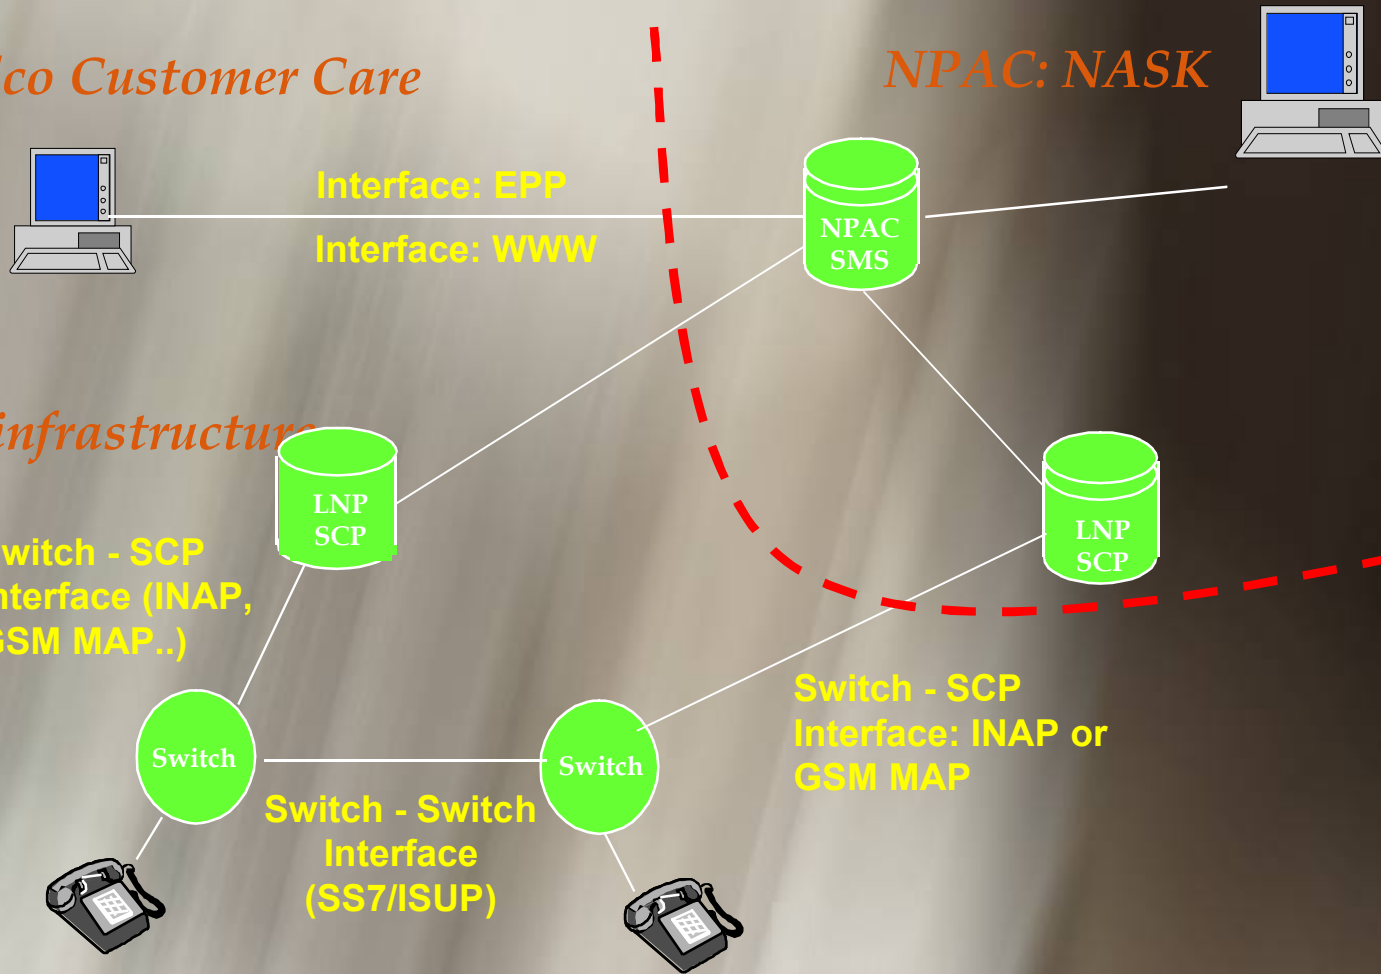 lco Customer Care
NPAC: NASK
Interface: EPP
Interface: WWW
NPAC
SMS
infrastructure
LNP
SCP
LNP
SCP
witch - SCP
nterface (INAP,
GSM MAP..)
Switch - SCP
Interface: INAP or
GSM MAP
Switch
Switch
Switch - Switch
Interface
(SS7/ISUP)